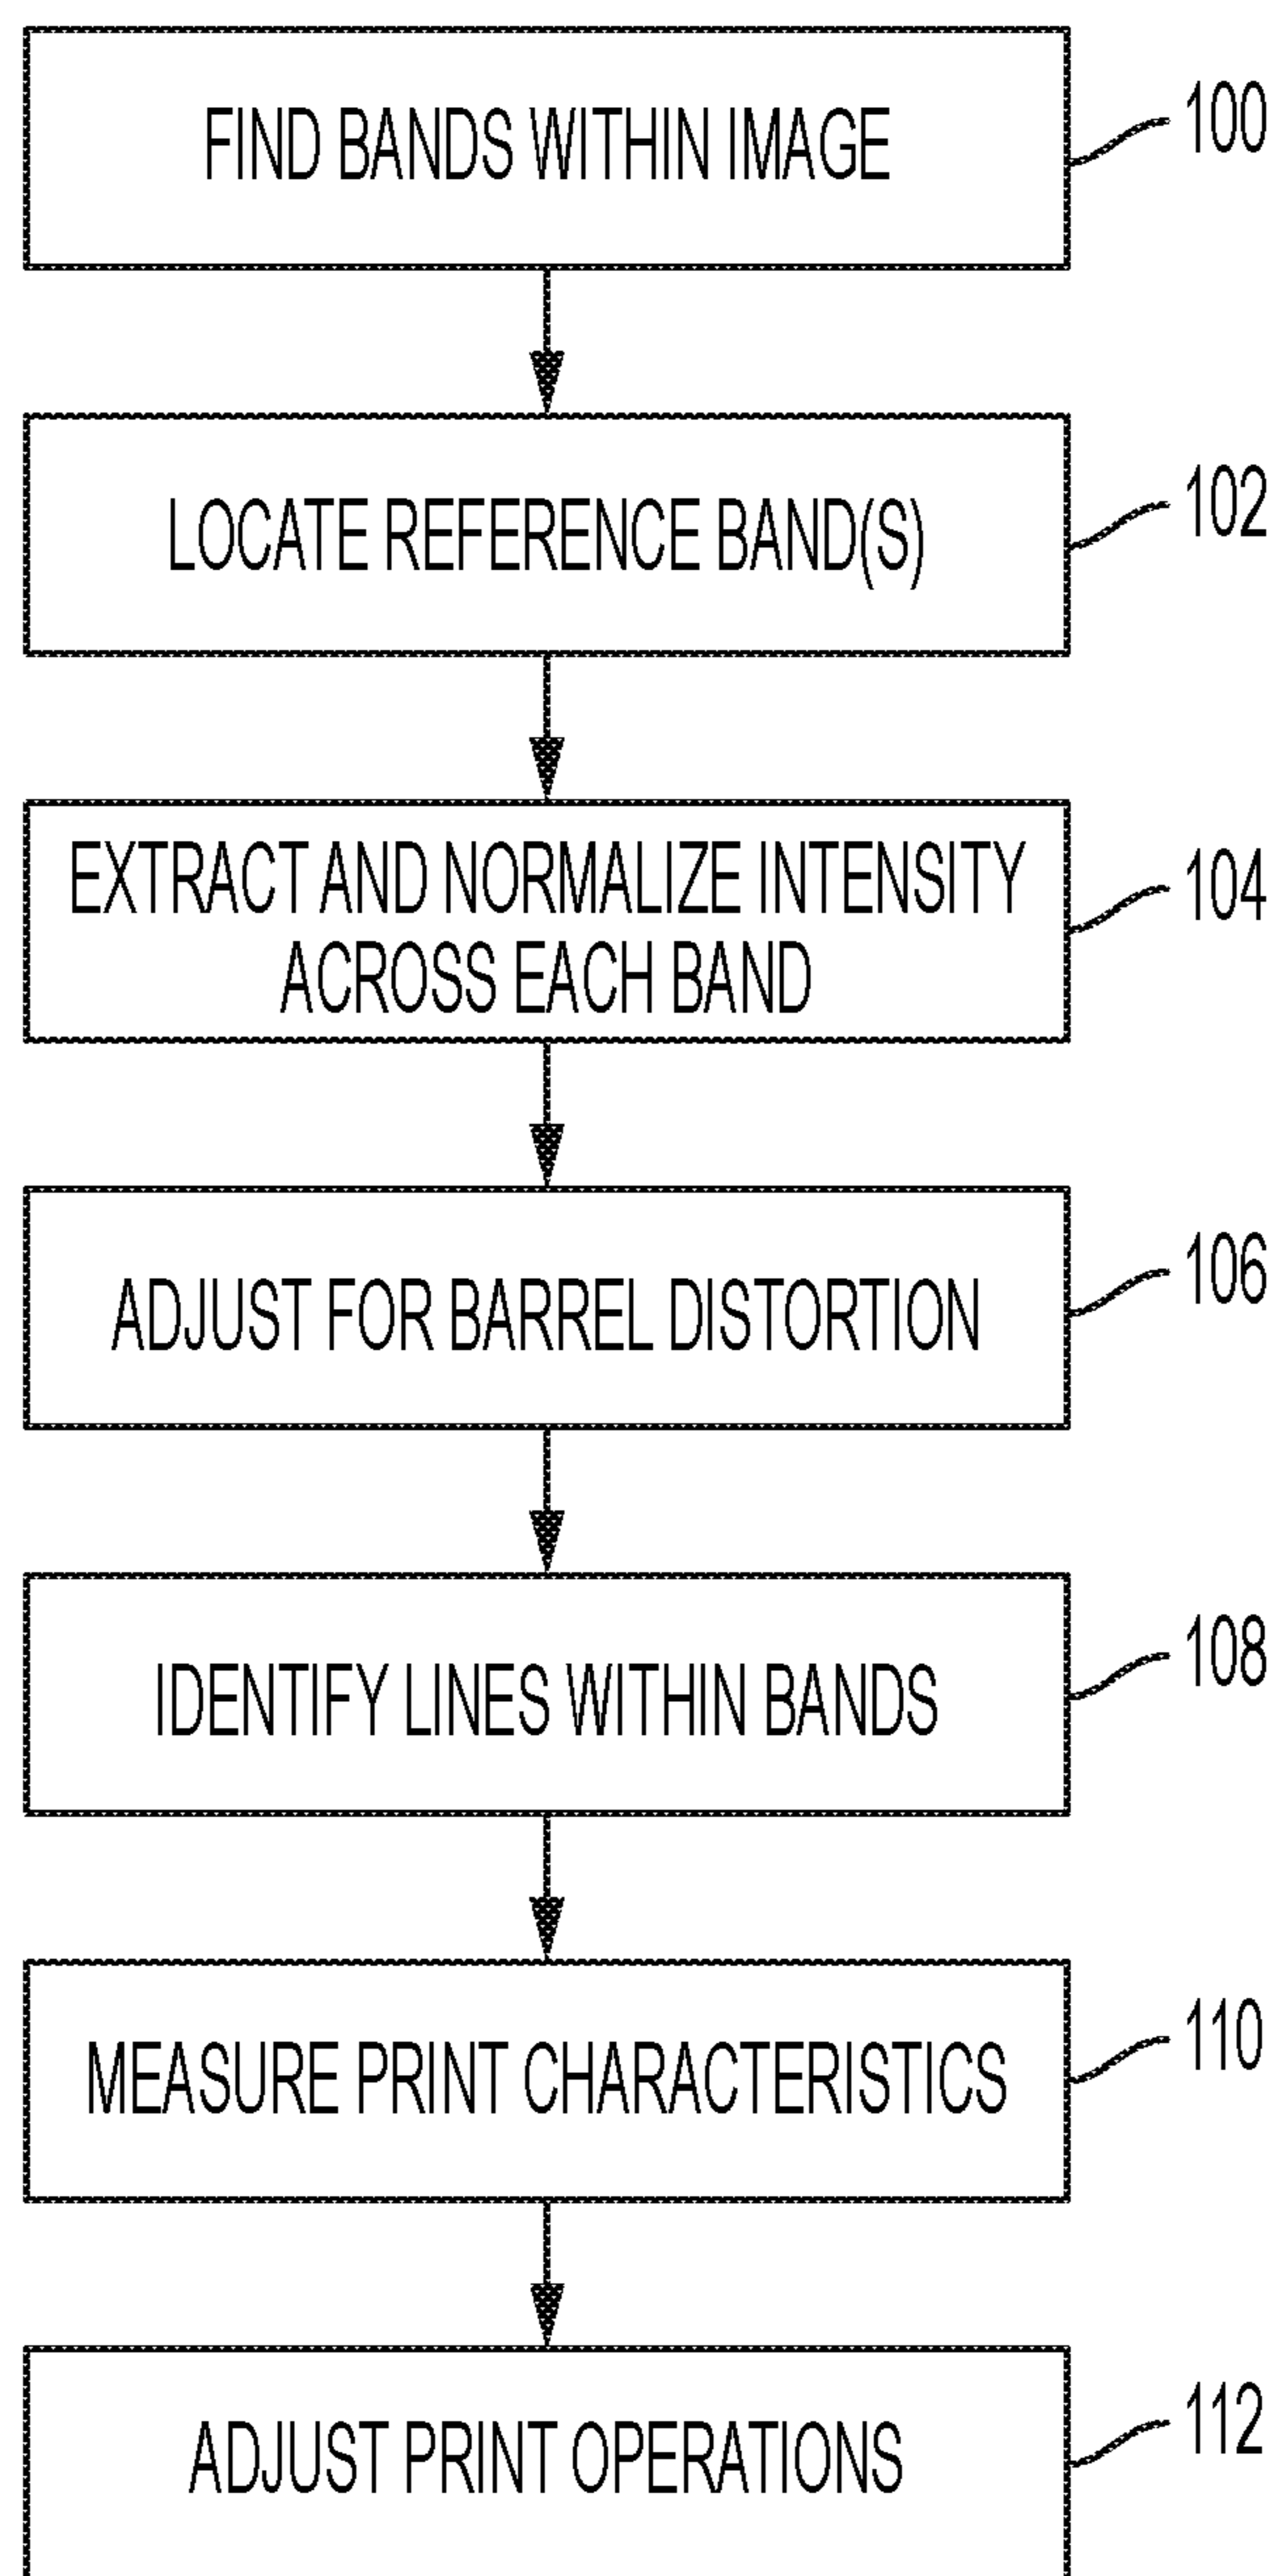 FIND BANDS WITHIN IMAGE
100
LOCATE REFERENCE BAND(S)
102
EXTRACT AND NORMALIZE INTENSITY
ACROSS EACH BAND
104
ADJUST FOR BARREL DISTORTION
106
IDENTIFY LINES WITHIN BANDS
108
MEASURE PRINT CHARACTERISTICS
110
ADJUST PRINT OPERATIONS
112